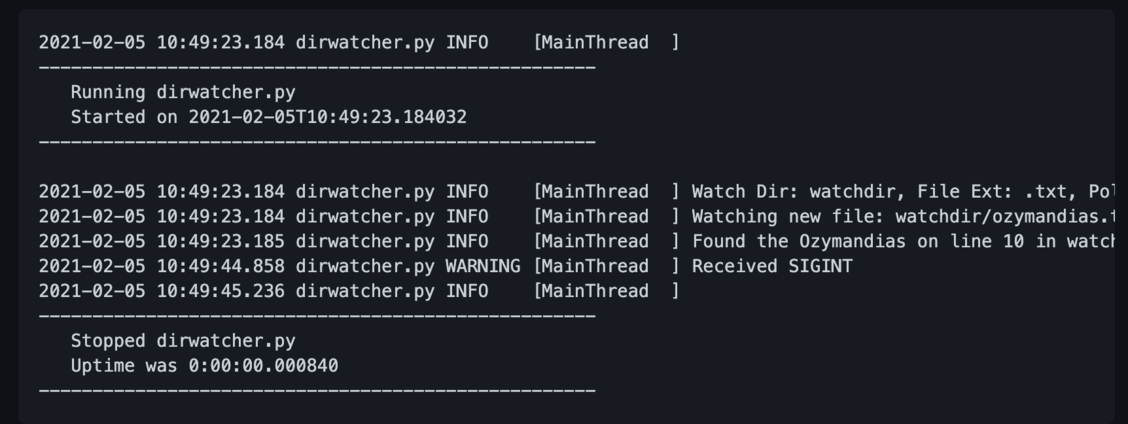 2021-02-05 10:49:23.184 dirwatcher.py INFO    [MainThread  ]
----------------------------------------------------
   Running dirwatcher.py
   Started on 2021-02-05T10:49:23.184032
----------------------------------------------------
2021-02-05 10:49:23.184 dirwatcher.py INFO    [MainThread  ] Watch Dir: watchdir, File Ext: .txt,
2021-02-05 10:49:23.184 dirwatcher.py INFO    [MainThread  ] Watching new file: watchdir/ozymandias.
2021-02-05 10:49:23.185 dirwatcher.py INFO    [MainThread  ] Found the Ozymandias on line 10 in watch
2021-02-05 10:49:44.858 dirwatcher.py WARNING [MainThread  ] Received SIGINT
2021-02-05 10:49:45.236 dirwatcher.py INFO    [MainThread  ]
----------------------------------------------------
   Stopped dirwatcher.py
   Uptime was 0:00:00.000840
----------------------------------------------------